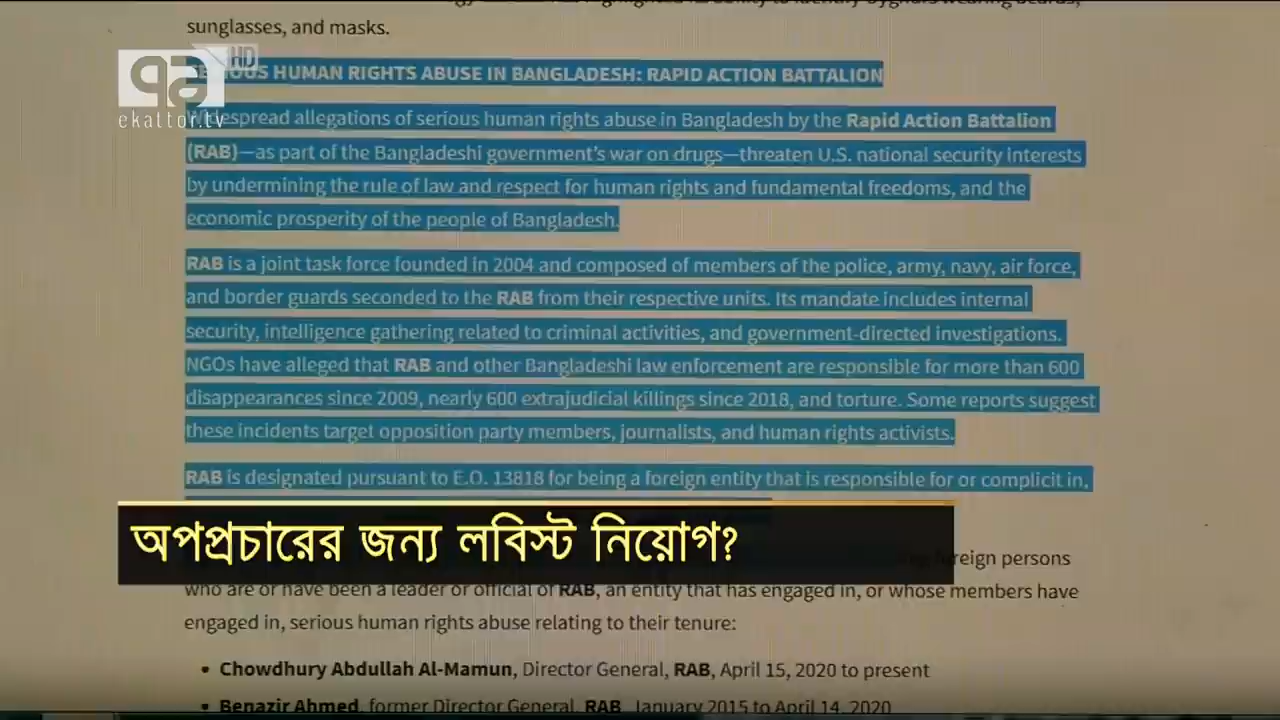 sunglasses, and masks.
HD
SERIOUS HUMAN RIGHTS ABUSE IN BANGLADESH: RAPID ACTION BATTALION
ekattor.tv
Widespread allegations of serious human rights abuse in Bangladesh by the Rapid Action Battalion
(RAB)—as part of the Bangladeshi government's war on drugs—threaten U.S. national security interests
by undermining the rule of law and respect for human rights and fundamental freedoms, and the
economic prosperity of the people of Bangladesh.
RAB is a joint task force founded in 2004 and composed of members of the police, army, navy, air force,
and border guards seconded to the RAB from their respective units. Its mandate includes internal
security, intelligence gathering related to criminal activities, and government-directed investigations.
NGOs have alleged that RAB and other Bangladeshi law enforcement are responsible for more than 600
disappearances since 2009, nearly 600 extrajudicial killings since 2018, and torture. Some reports suggest
these incidents target opposition party members, journalists, and human rights activists.
RAB is designated pursuant to E.O. 13818 for being a foreign entity that is responsible for or complicit in,
অপপ্রচারের জন্য লবিস্ট নিয়োগ?
foreign persons
who are or have been a leader or official of RAB, an entity that has engaged in, or whose members have
engaged in, serious human rights abuse relating to their tenure:
• Chowdhury Abdullah Al-Mamun, Director General, RAB, April 15, 2020 to present
• Benazir Ahmed, former Director General, RAB, January 2015 to April 14, 2020